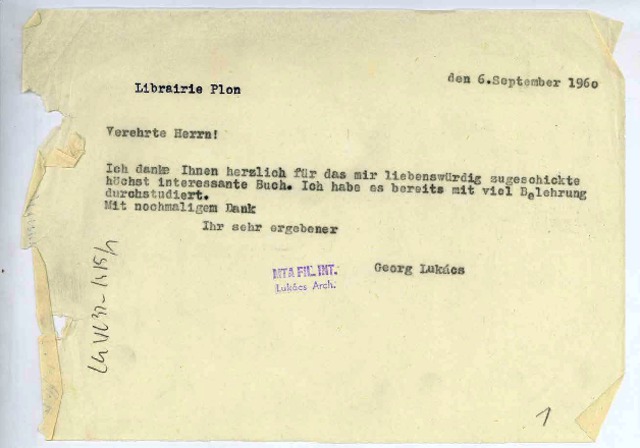 den 6.September 1960
Librairie Plon
Verehrte Herrn!
Ich danke Ihnen herzlich für das mir liebenswürdig zugeschickte
höchst interessante Buch. Ich habe es bereits mit viel Belehrung
durchstudiert.
Mit nochmaligem Dank
Ihr sehr ergebener
Georg Lukács
MTA FIL. INT.
Lukács Arch.
1